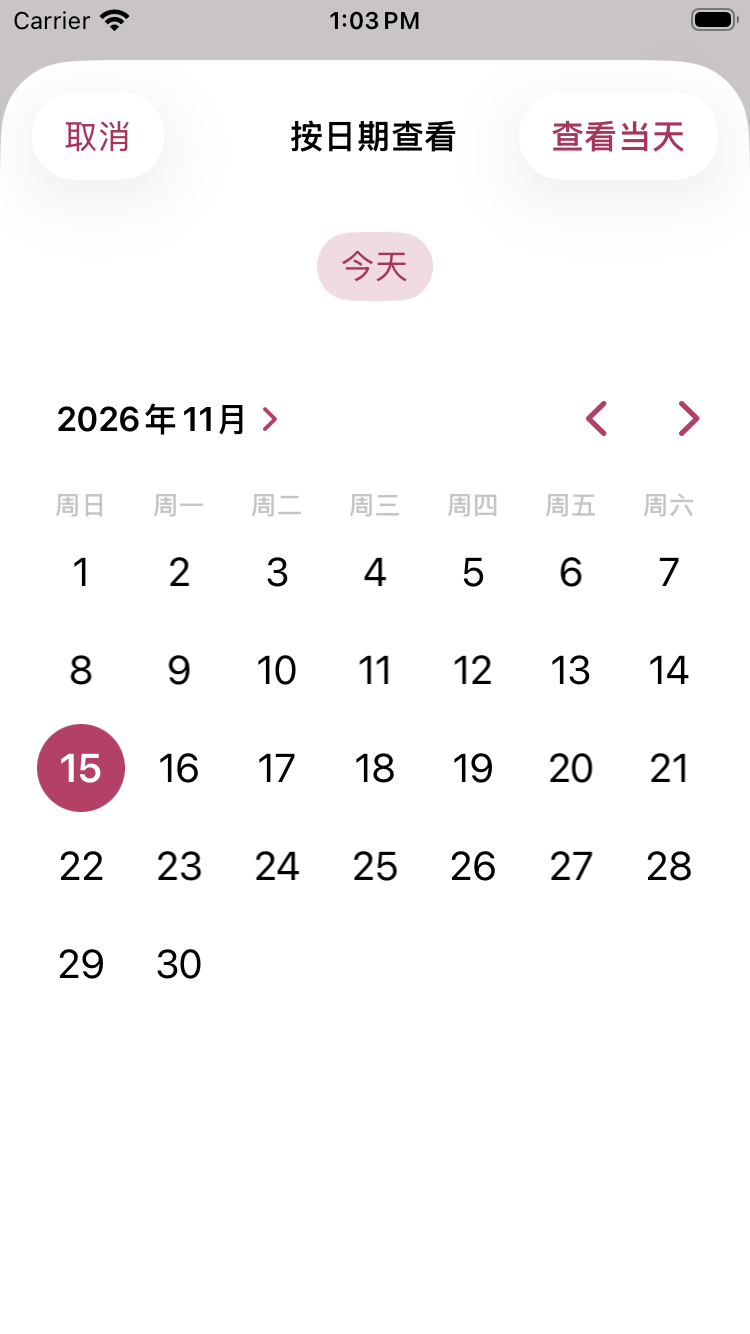 Carrier 1:03 PM
取消 按日期查看 查看当天
今天
2026年11月
周日 周一 周二 周三 周四 周五 周六
1 2 3 4 5 6 7
8 9 10 11 12 13 14
15 16 17 18 19 20 21
22 23 24 25 26 27 28
29 30